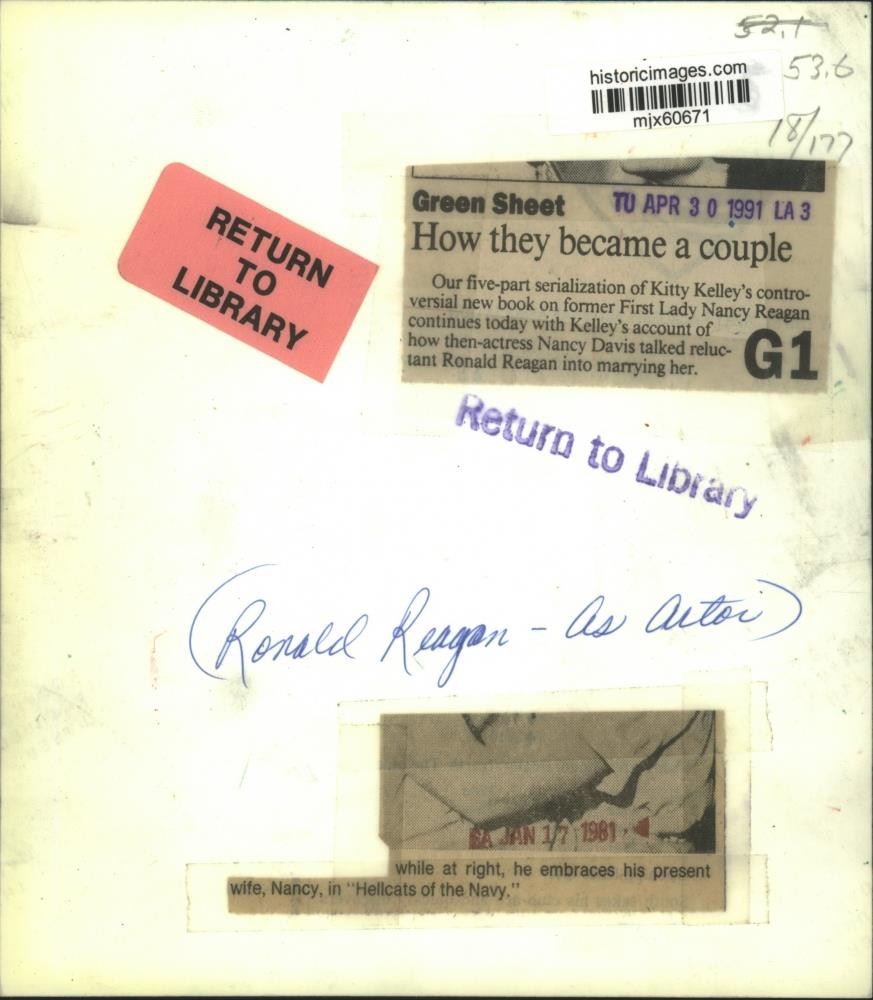 52.1
53.6
18/177
historicimages.com
mjx60671
RETURN
TO
LIBRARY
Green Sheet
TU APR 30 1991 LA 3
How they became a couple
Our five-part serialization of Kitty Kelley's contro-
versial new book on former First Lady Nancy Reagan
continues today with Kelley's account of
how then-actress Nancy Davis talked reluc-
tant Ronald Reagan into marrying her.
G1
Return to Library
(Ronald Reagan - As Actor)
SA JAN 17 1981
while at right, he embraces his present
wife, Nancy, in "Hellcats of the Navy."